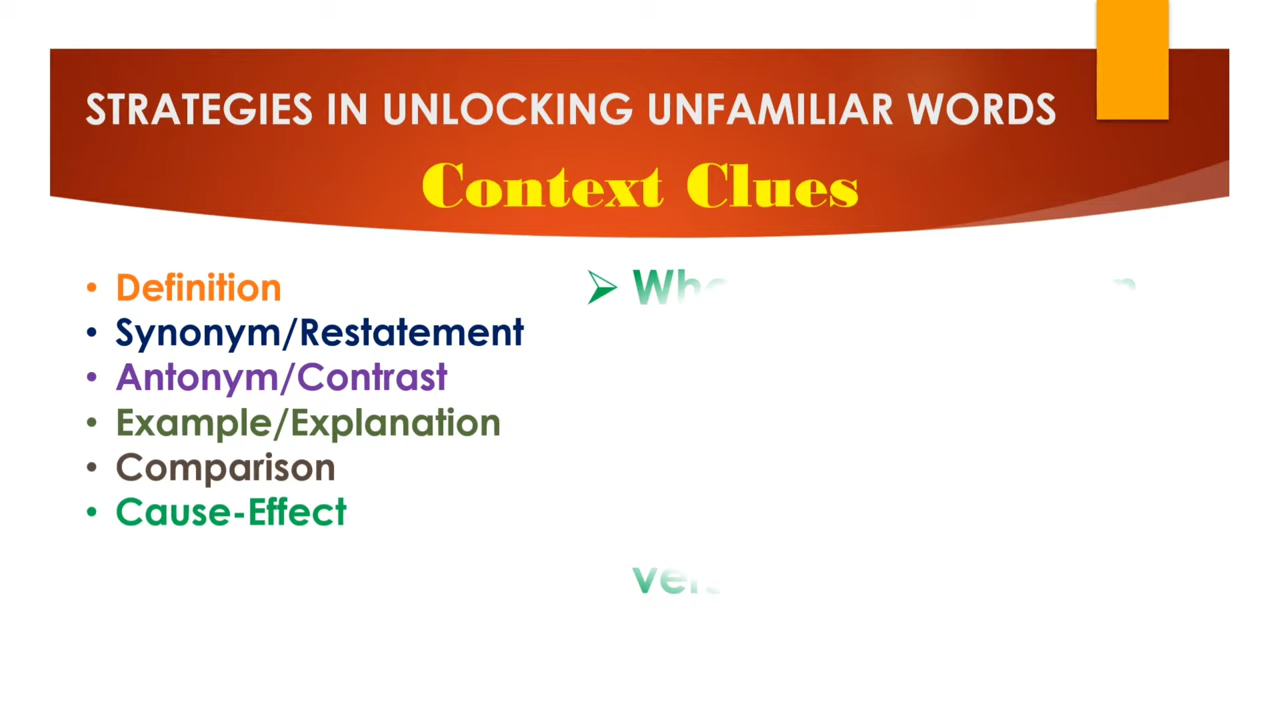 STRATEGIES IN UNLOCKING UNFAMILIAR WORDS
Context Clues
• Definition
• Synonym/Restatement
• Antonym/Contrast
• Example/Explanation
• Comparison
• Cause-Effect